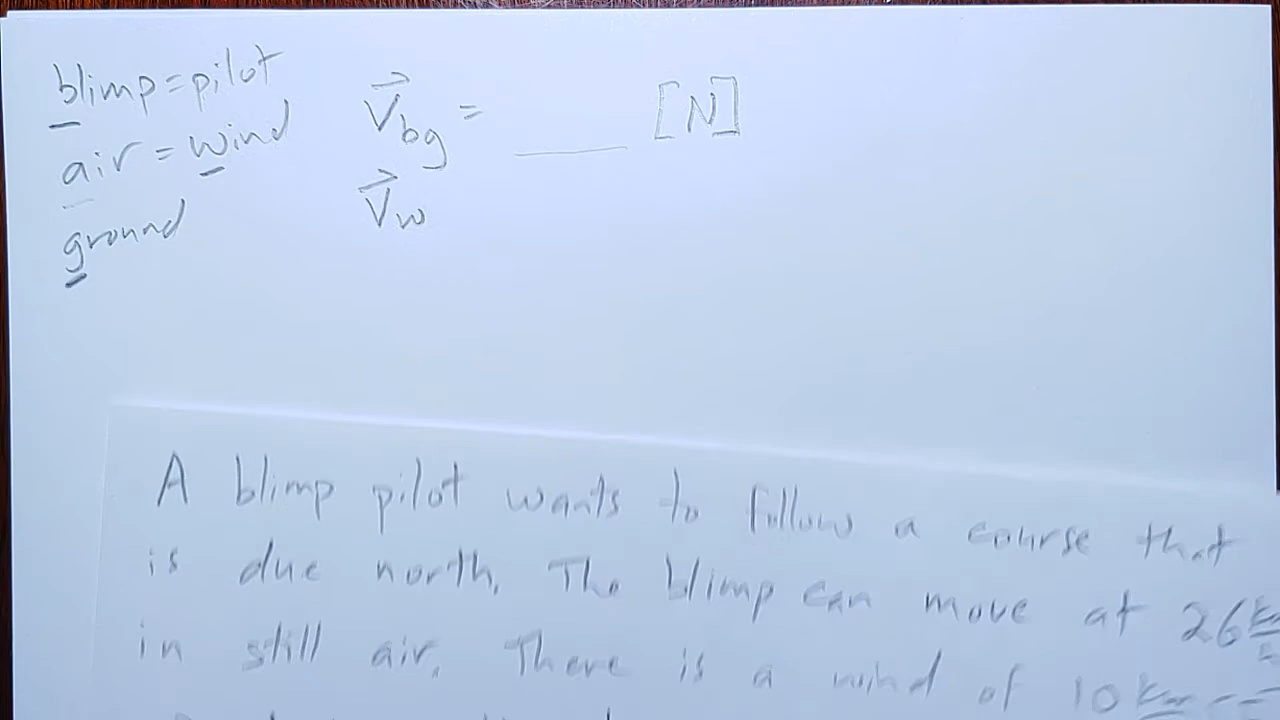 blimp = pilot
air = wind
ground
V⃗bg = ____ [N]
V⃗w
A blimp pilot wants to follow a course that
is due north. The blimp can move at 26
in still air. There is a wind of 10